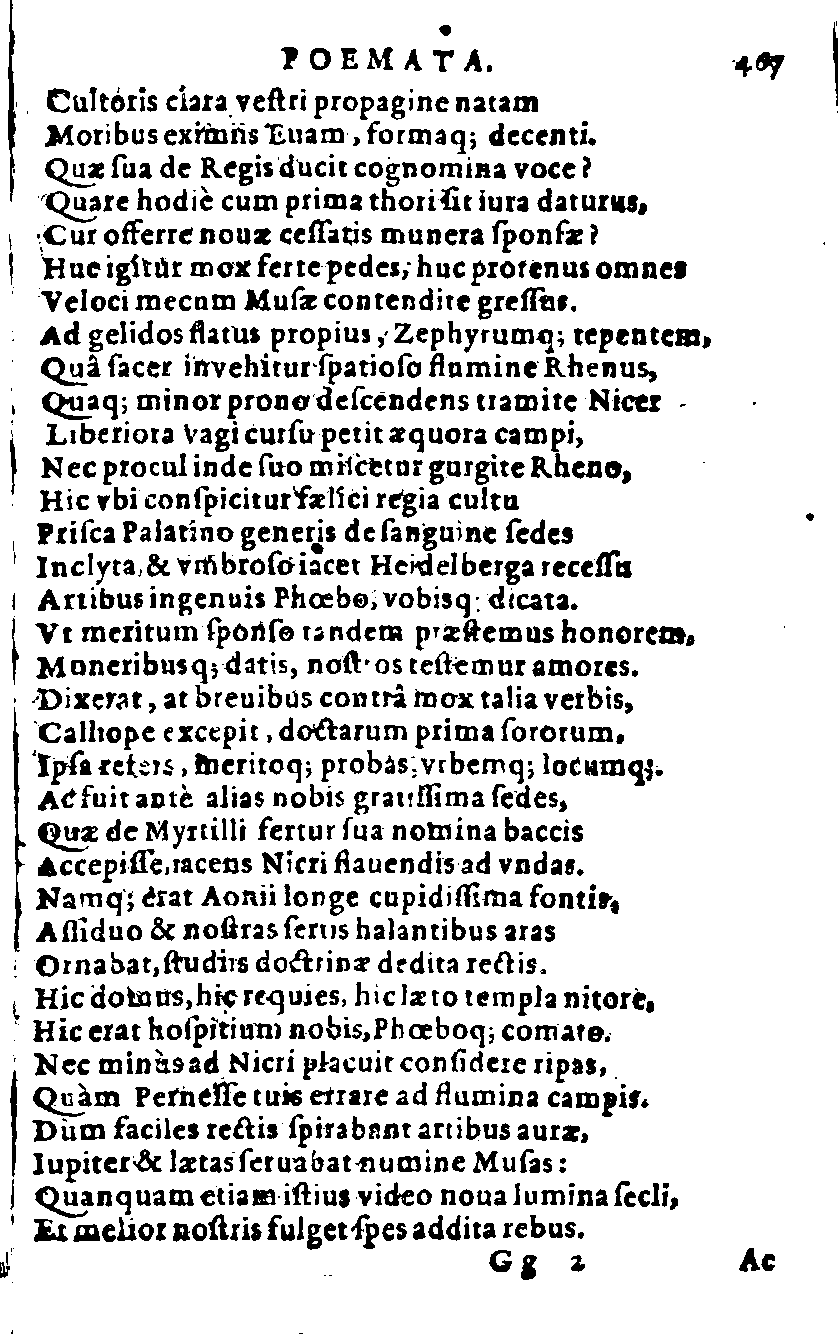 POEMATA. 467
Cultoris clara veſtri propagine natam
Moribus eximiis Euam, formaq; decenti.
Quæ ſua de Regis ducit cognomina voce?
Quare hodiè cum prima thori ſit iura daturus,
Cur offerre nouæ ceſſatis munera ſponſæ?
Huc igitur mox ferte pedes, huc protenus omnes
Veloci mecum Muſæ contendite greſſus.
Ad gelidos flatus propius, Zephyrumq; tepentem,
Quâ ſacer invehitur ſpatioſo flumine Rhenus,
Quaq; minor prono deſcendens tramite Nicer
Liberiora vagi curſu petit æquora campi,
Nec procul inde ſuo miſcetur gurgite Rheno,
Hic vbi conſpicitur fælici regia cultu
Priſca Palatino generis de ſanguine ſedes
Inclyta, & vmbroſo iacet Heidelberga receſſu
Artibus ingenuis Phœbo, vobisq; dicata.
Vt meritum ſponſo tandem præſtemus honorem,
Muneribusq; datis, noſtros teſtemur amores.
Dixerat, at breuibus contrâ mox talia verbis,
Calliope excepit, doctarum prima ſororum,
Ipſa refers, meritoq; probas, vrbemq; locumq;.
Ac fuit antè alias nobis gratiſſima ſedes,
Quæ de Myrtilli fertur ſua nomina baccis
Accepiſſe, iacens Nicri flauendis ad vndas.
Namq; erat Aonii longe cupidiſſima fontis,
Aſſiduo & noſtras ſertis halantibus aras
Ornabat, ſtudiis doctrinæ dedita rectis.
Hic domus, hic requies, hic læto templa nitore,
Hic erat hoſpitium nobis, Phœboq; comato.
Nec minùs ad Nicri placuit conſidere ripas,
Quàm Permeſſe tuis errare ad flumina campis.
Dùm faciles rectis ſpirabant artibus auræ,
Iupiter & lætas ſeruabat numine Muſas:
Quanquam etiam iſtius video noua lumina ſecli,
Et melior noſtris fulget ſpes addita rebus.
Gg 2 Ac